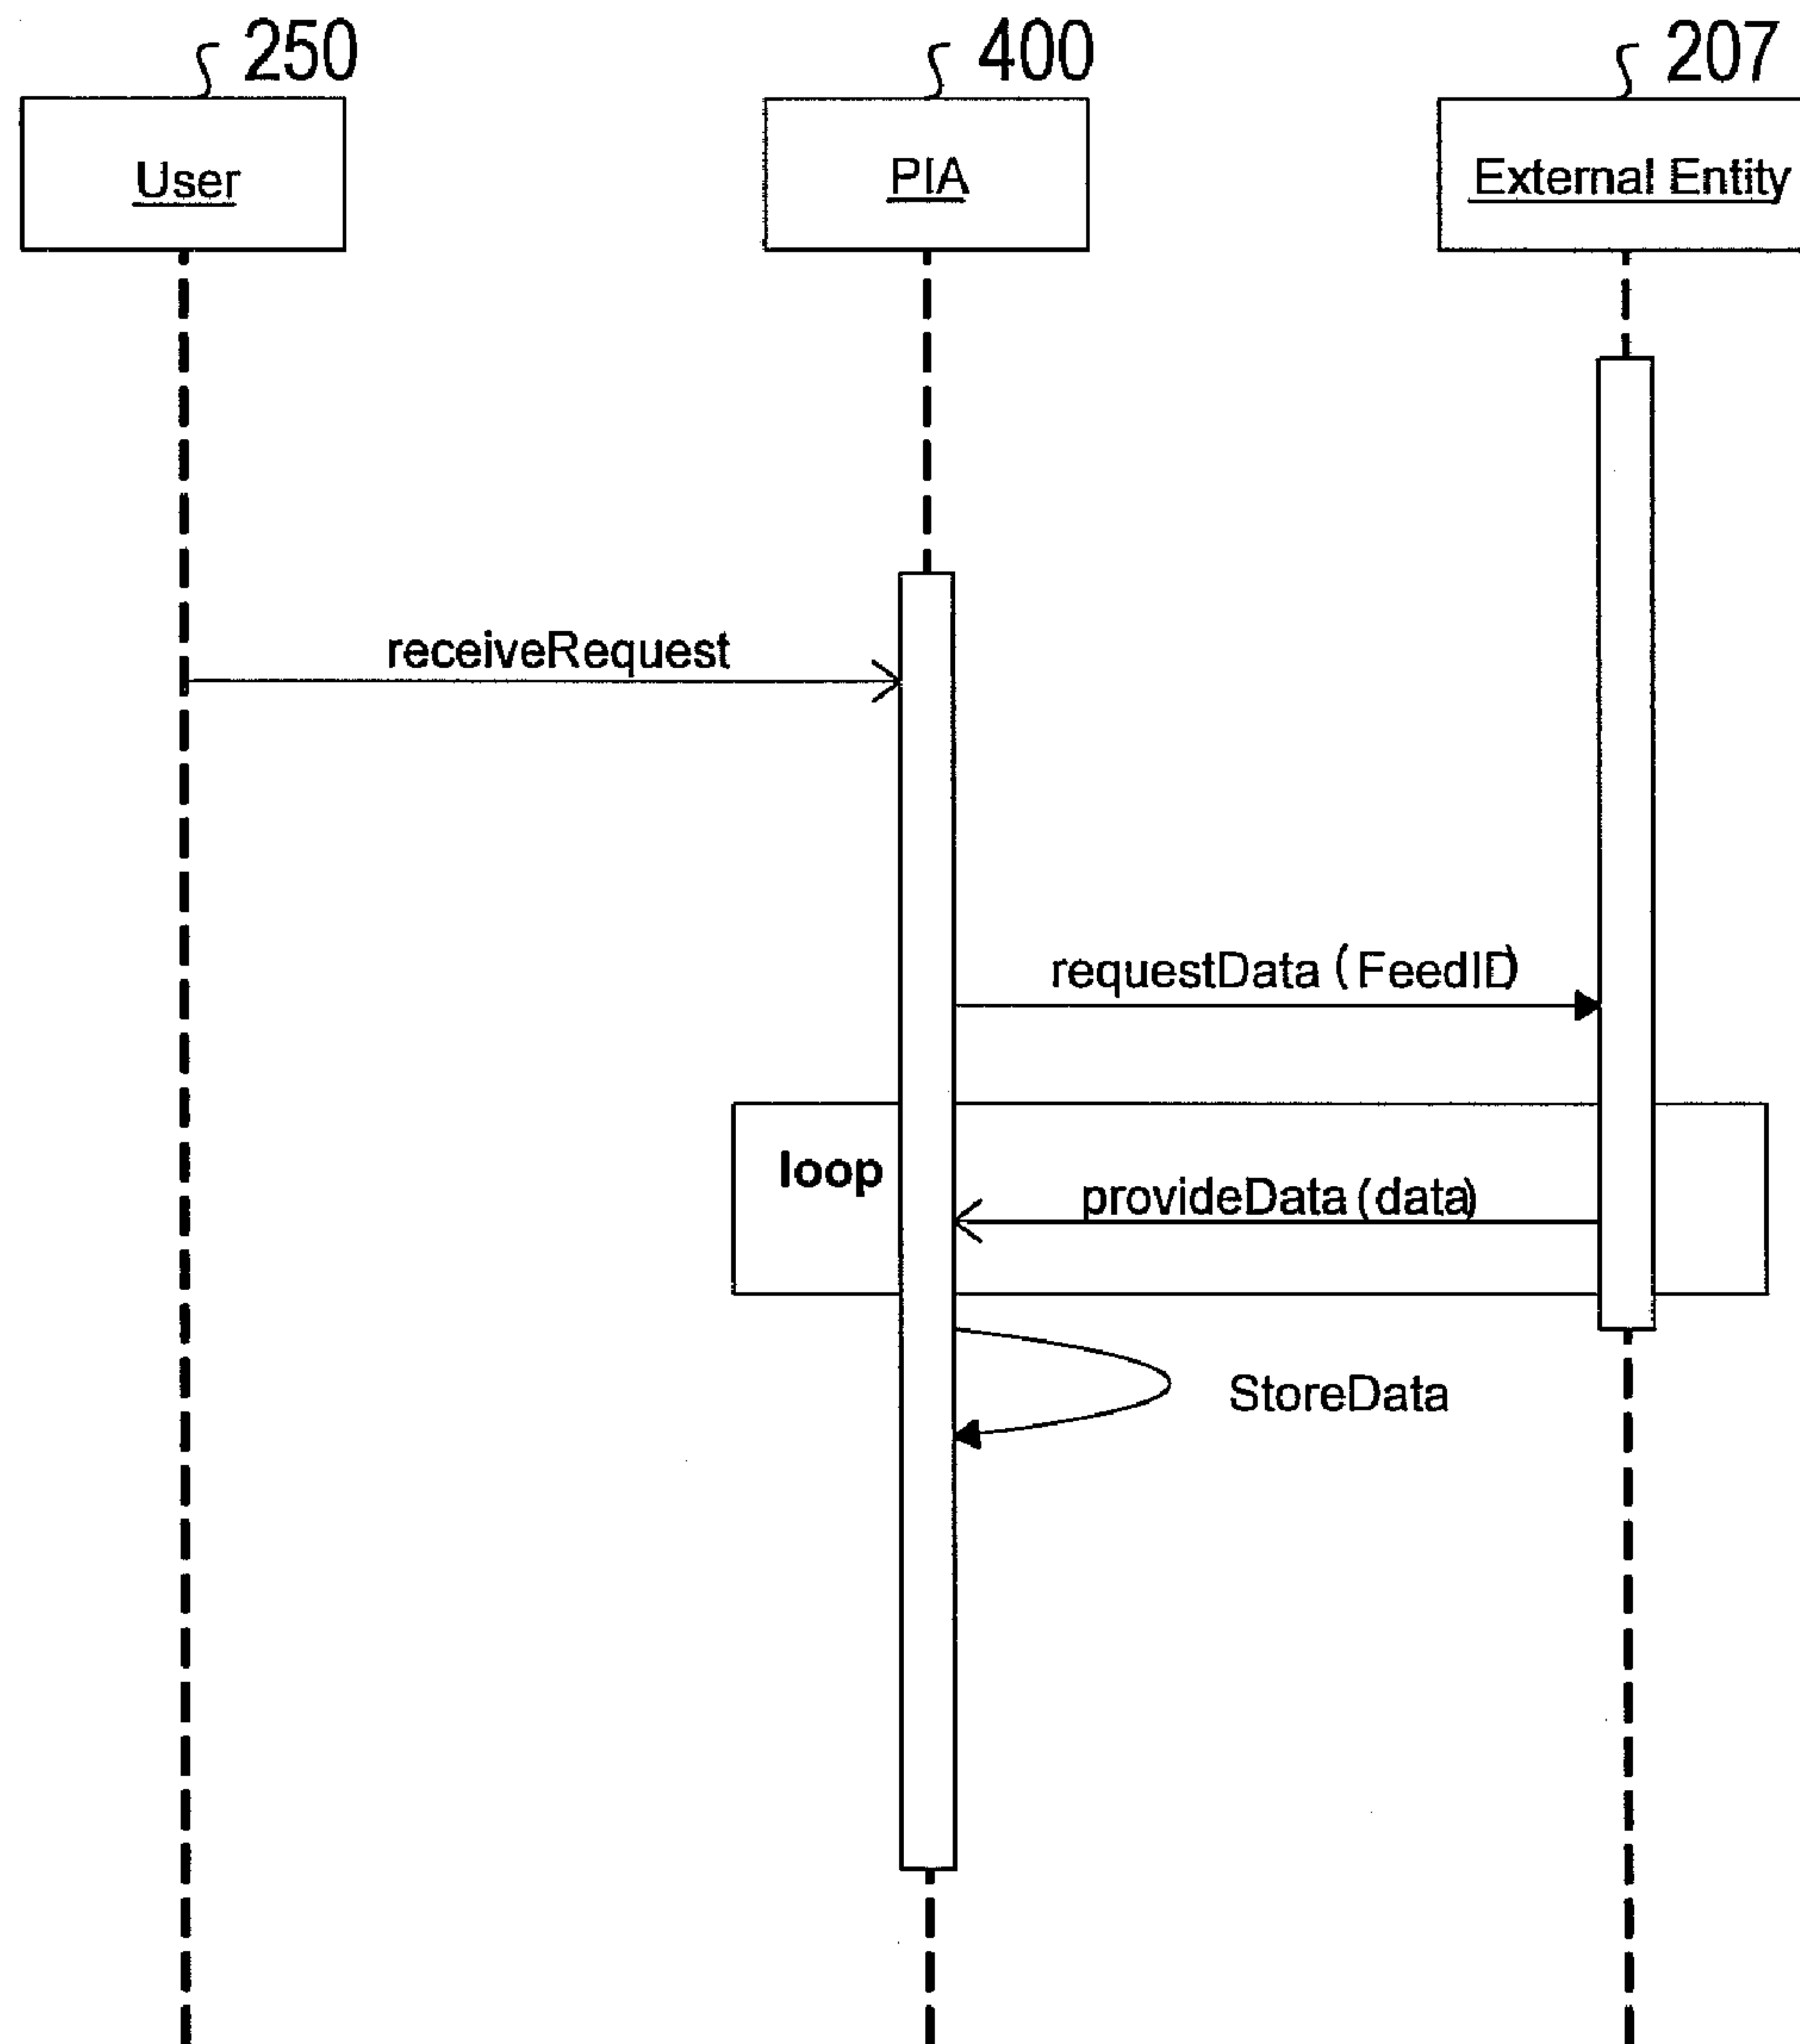 250
400
207
User
PIA
External Entity
receiveRequest
requestData (FeedID)
loop
provideData (data)
StoreData